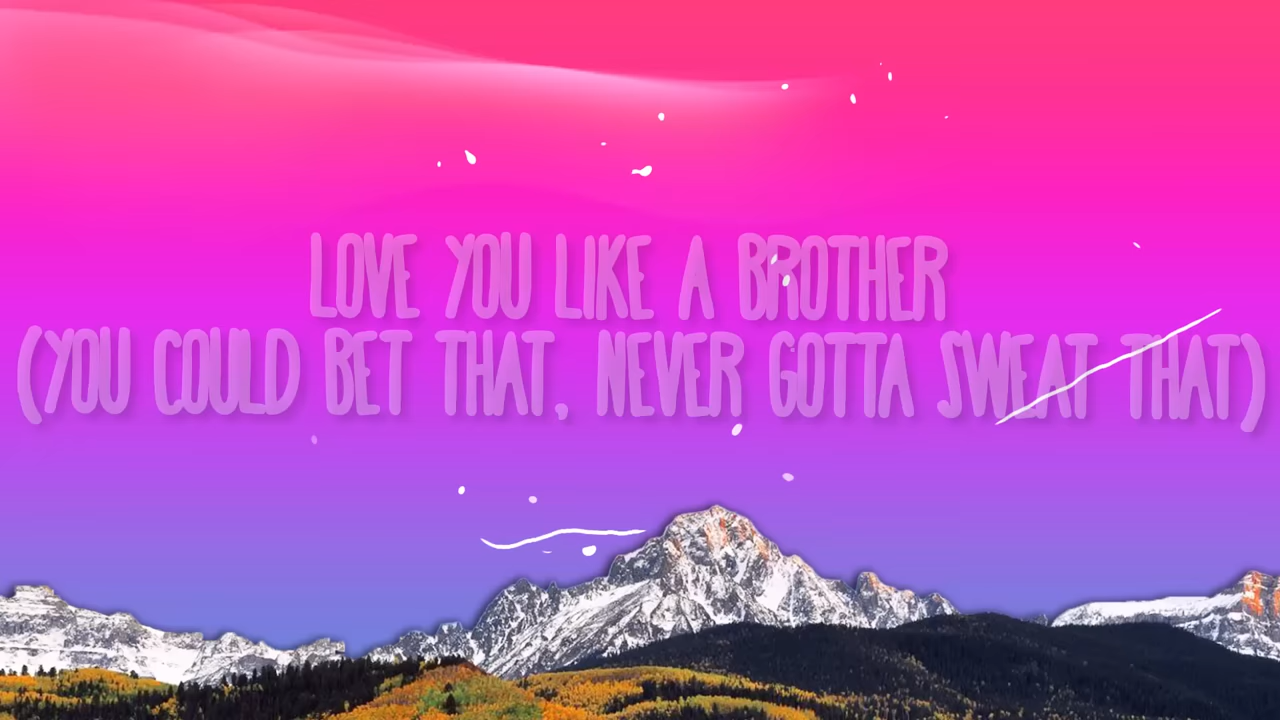 LOVE YOU LIKE A BROTHER
(YOU COULD BET THAT, NEVER GOTTA SWEAT THAT)